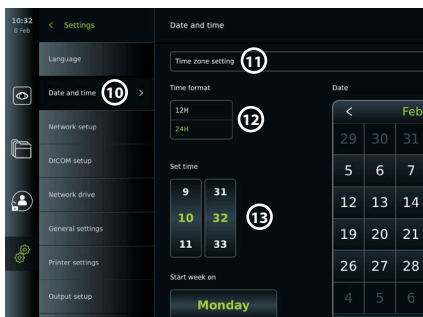 10:32
8 Feb
< Settings
Date and time
Language
Date and time
10
>
Network setup
DICOM setup
Network drive
General settings
Printer settings
Output setup
Time zone setting
11
Time format
12H
24H
12
Set time
9 31
10 32
11 33
13
Start week on
Monday
Date
< Feb
29 30 31
5 6 7
12 13 14
19 20 21
26 27 28
4 5 6